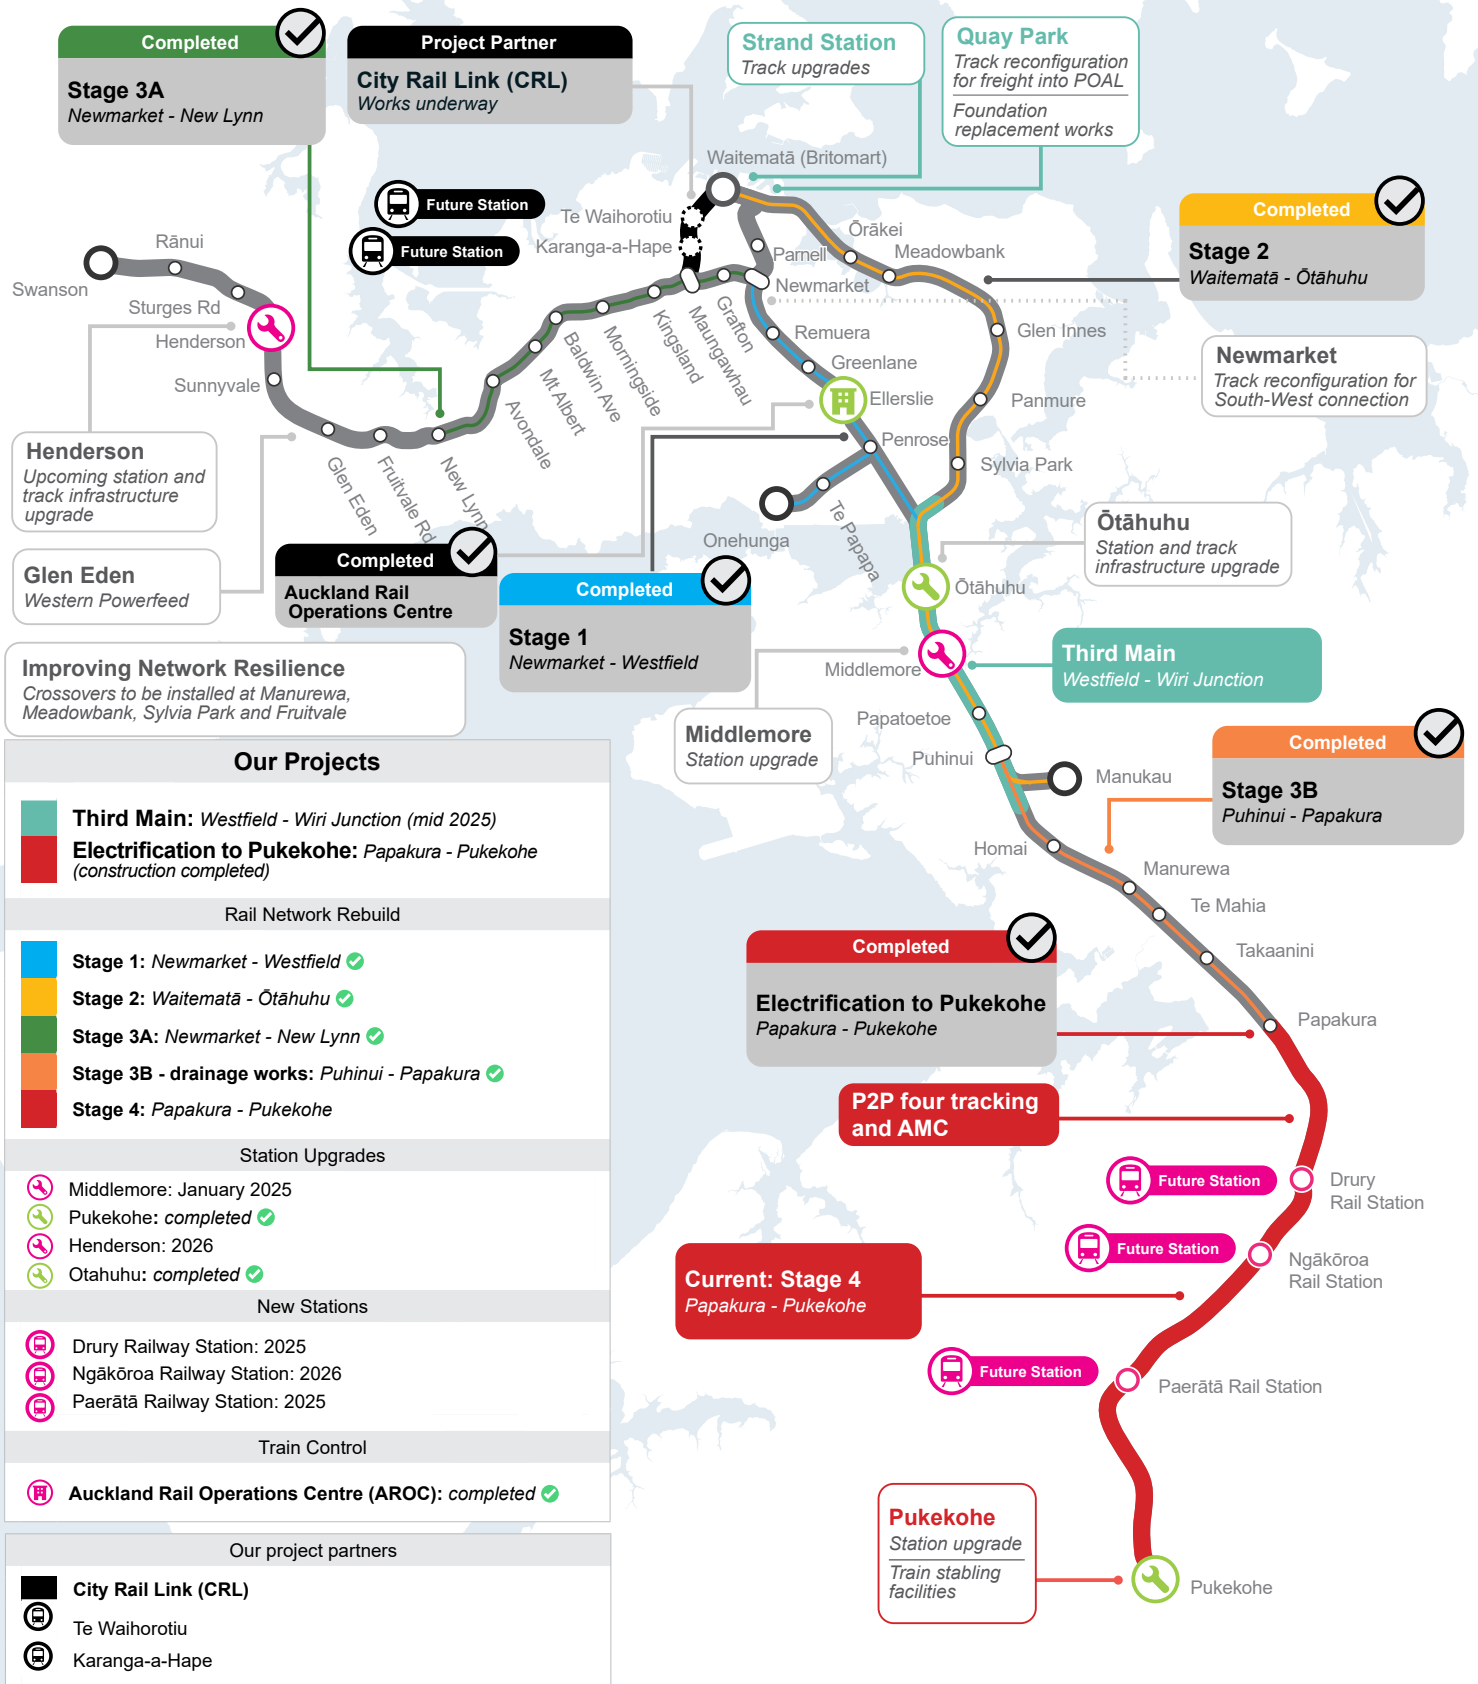 Completed
Stage 3A
Newmarket - New Lynn
Project Partner
City Rail Link (CRL)
Works underway
Strand Station
Track upgrades
Quay Park
Track reconfiguration
for freight into POAL
Foundation
replacement works
Waitematā (Britomart)
Future Station
Te Waihorotiu
Future Station
Karanga-a-Hape
Completed
Stage 2
Waitematā - Ōtāhuhu
Rānui
Swanson
Sturges Rd
Henderson
Sunnyvale
Ōrākei
Meadowbank
Parnell
Newmarket
Glen Innes
Remuera
Greenlane
Ellerslie
Panmure
Penrose
Sylvia Park
Grafton
Maungawhau
Kingsland
Morningside
Baldwin Ave
Mt Albert
Avondale
New Lynn
Fruitvale Rd
Glen Eden
Newmarket
Track reconfiguration for
South-West connection
Henderson
Upcoming station and
track infrastructure
upgrade
Glen Eden
Western Powerfeed
Completed
Auckland Rail
Operations Centre
Completed
Stage 1
Newmarket - Westfield
Onehunga
Te Papapa
Ōtāhuhu
Station and track
infrastructure upgrade
Ōtāhuhu
Improving Network Resilience
Crossovers to be installed at Manurewa,
Meadowbank, Sylvia Park and Fruitvale
Middlemore
Third Main
Westfield - Wiri Junction
Middlemore
Station upgrade
Papatoetoe
Puhinui
Manukau
Completed
Stage 3B
Puhinui - Papakura
Homai
Manurewa
Te Mahia
Takaanini
Papakura
Completed
Electrification to Pukekohe
Papakura - Pukekohe
P2P four tracking
and AMC
Future Station
Drury
Rail Station
Future Station
Ngākōroa
Rail Station
Current: Stage 4
Papakura - Pukekohe
Future Station
Paerātā Rail Station
Pukekohe
Station upgrade
Train stabling
facilities
Pukekohe
Our Projects
Third Main: Westfield - Wiri Junction (mid 2025)
Electrification to Pukekohe: Papakura - Pukekohe
(construction completed)
Rail Network Rebuild
Stage 1: Newmarket - Westfield
Stage 2: Waitematā - Ōtāhuhu
Stage 3A: Newmarket - New Lynn
Stage 3B - drainage works: Puhinui - Papakura
Stage 4: Papakura - Pukekohe
Station Upgrades
Middlemore: January 2025
Pukekohe: completed
Henderson: 2026
Otahuhu: completed
New Stations
Drury Railway Station: 2025
Ngākōroa Railway Station: 2026
Paerātā Railway Station: 2025
Train Control
Auckland Rail Operations Centre (AROC): completed
Our project partners
City Rail Link (CRL)
Te Waihorotiu
Karanga-a-Hape